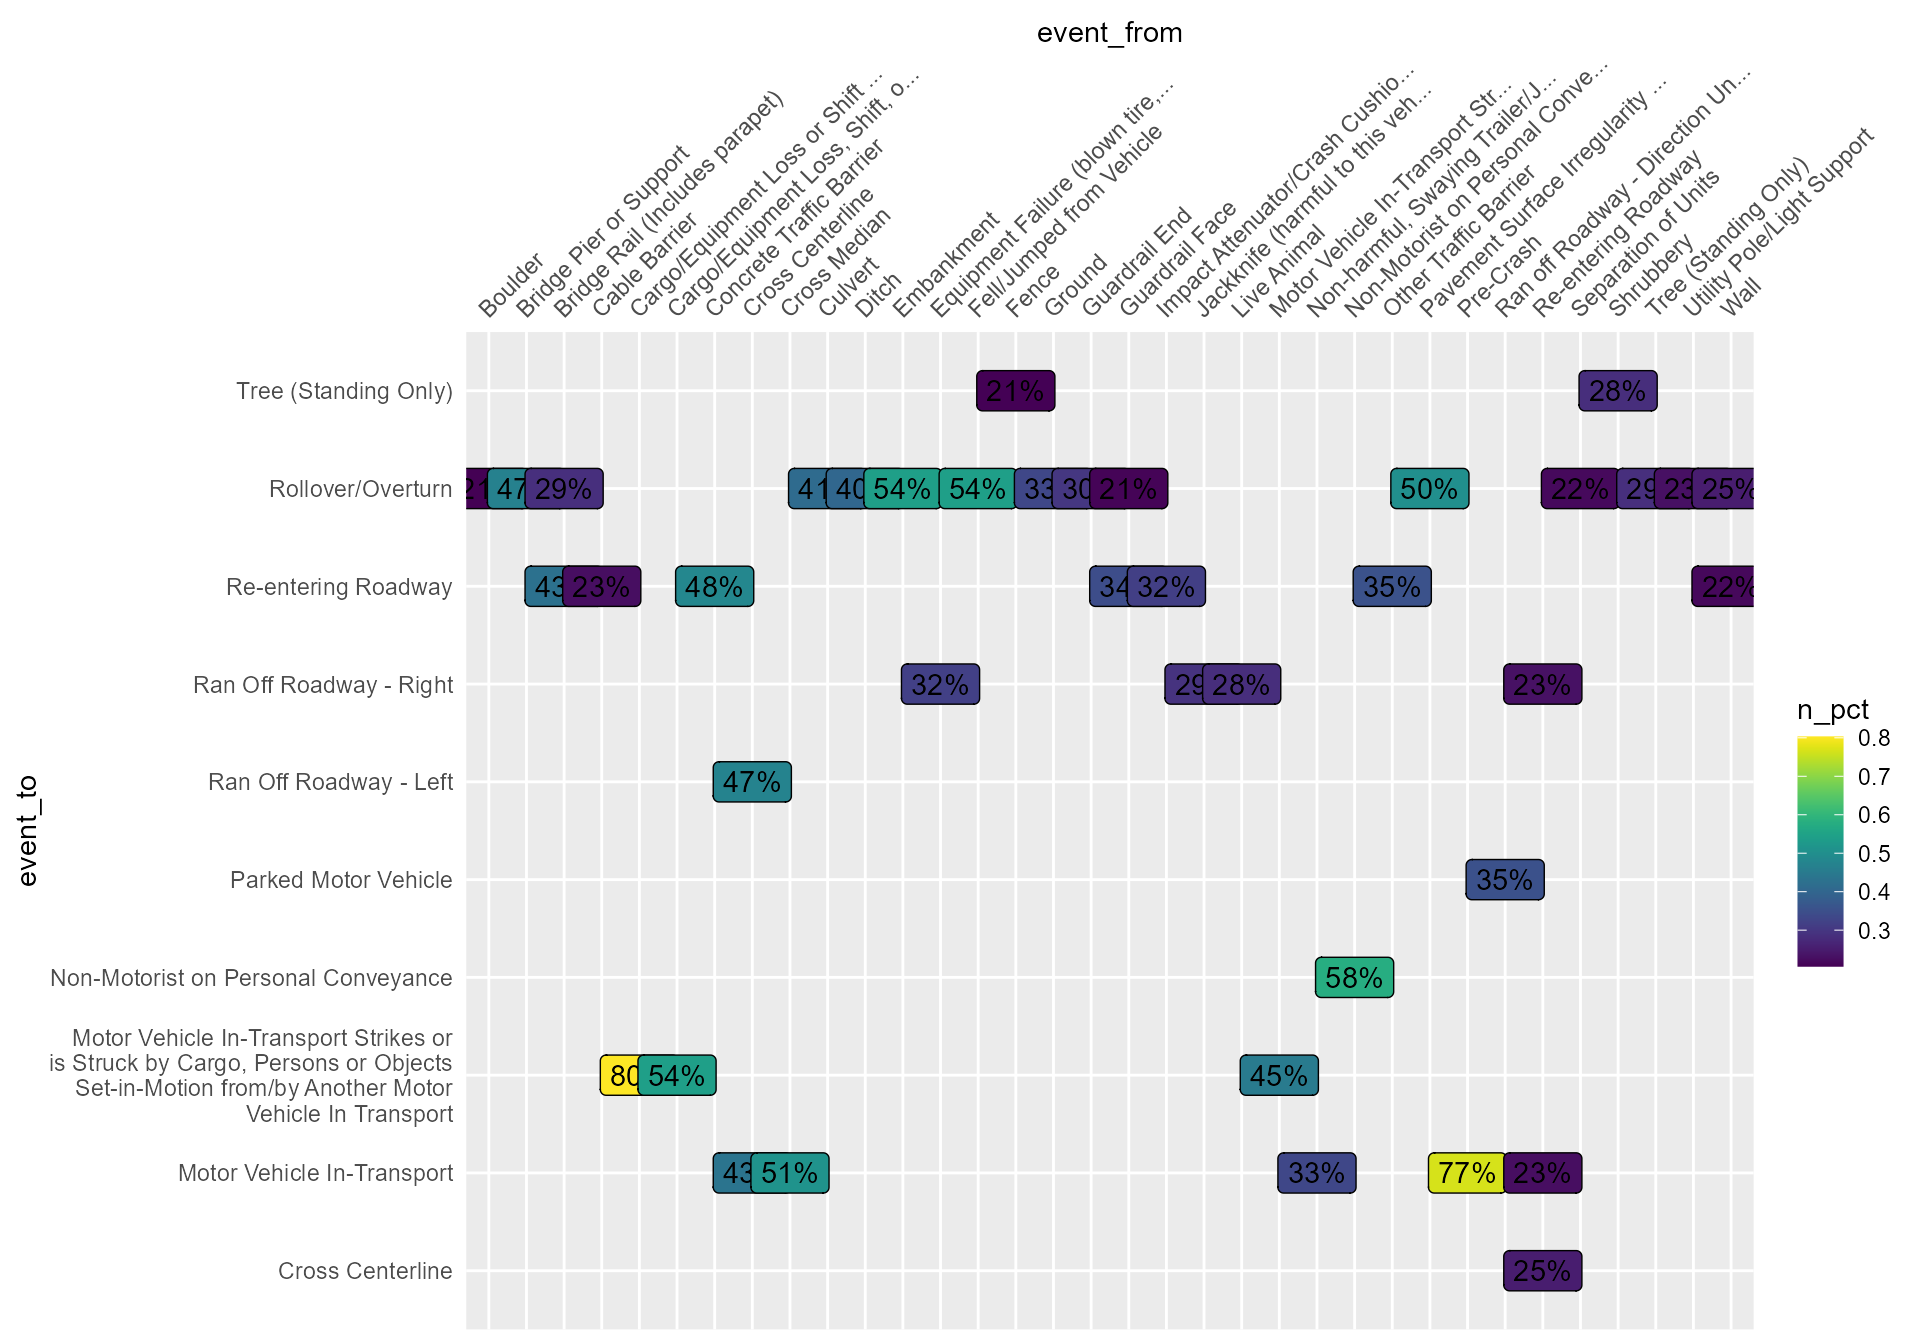 event_from
Boulder
Bridge Pier or Support
Bridge Rail (Includes parapet)
Cable Barrier
Cargo/Equipment Loss or Shift ...
Cargo/Equipment Loss, Shift, o...
Concrete Traffic Barrier
Cross Centerline
Cross Median
Culvert
Ditch
Embankment
Equipment Failure (blown tire,...
Fell/Jumped from Vehicle
Fence
Ground
Guardrail End
Guardrail Face
Impact Attenuator/Crash Cushio...
Jackknife (harmful to this veh...
Live Animal
Motor Vehicle In-Transport Str...
Non-harmful, Swaying Trailer/J...
Non-Motorist on Personal Conve...
Other Traffic Barrier
Pavement Surface Irregularity ...
Pre-Crash
Ran off Roadway - Direction Un...
Re-entering Roadway
Separation of Units
Shrubbery
Tree (Standing Only)
Utility Pole/Light Support
Wall
Tree (Standing Only) 21% 28%
Rollover/Overturn 21 47 29% 41 40 54% 54% 33 30 21% 50% 22% 29 23 25%
Re-entering Roadway 43 23% 48% 34 32% 35% 22%
Ran Off Roadway - Right 32% 29 28% 23%
Ran Off Roadway - Left 47%
Parked Motor Vehicle 35%
Non-Motorist on Personal Conveyance 58%
Motor Vehicle In-Transport Strikes or
is Struck by Cargo, Persons or Objects
Set-in-Motion from/by Another Motor
Vehicle In Transport
80 54% 45%
Motor Vehicle In-Transport 43 51% 33% 77% 23%
Cross Centerline 25%
event_to
n_pct
0.8
0.7
0.6
0.5
0.4
0.3